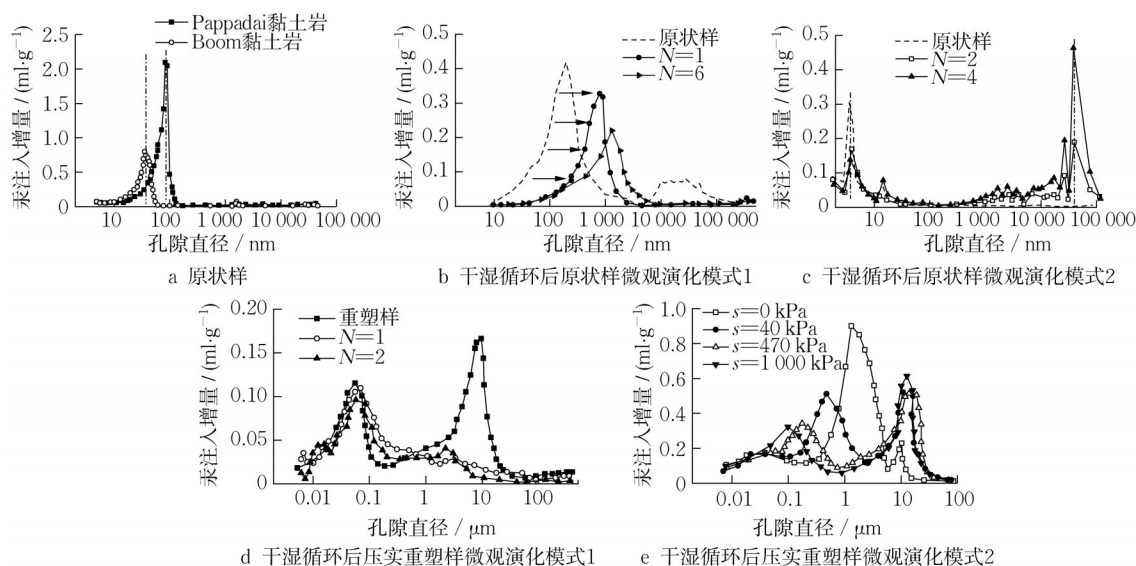 Pappadai黏土岩
Boom黏土岩
2.5
2.0
1.5
1.0
0.5
0
汞注入增量 / (ml·g⁻¹)
10 100 1 000 10 000 100 000
孔隙直径 / nm
a 原状样
原状样
N=1
N=6
0.5
0.4
0.3
0.2
0.1
0
汞注入增量 / (ml·g⁻¹)
10 100 1 000 10 000 100 000
孔隙直径 / nm
b 干湿循环后原状样微观演化模式1
原状样
N=2
N=4
0.5
0.4
0.3
0.2
0.1
0
汞注入增量 / (ml·g⁻¹)
10 100 1 000 10 000 100 000
孔隙直径 / nm
c 干湿循环后原状样微观演化模式2
重塑样
N=1
N=2
0.20
0.15
0.10
0.05
0
汞注入增量 / (ml·g⁻¹)
0.01 0.1 1 10 100
孔隙直径 / μm
d 干湿循环后压实重塑样微观演化模式1
s=0 kPa
s=40 kPa
s=470 kPa
s=1 000 kPa
1.0
0.8
0.6
0.4
0.2
0
汞注入增量 / (ml·g⁻¹)
0.01 0.1 1 10 100
孔隙直径 / μm
e 干湿循环后压实重塑样微观演化模式2